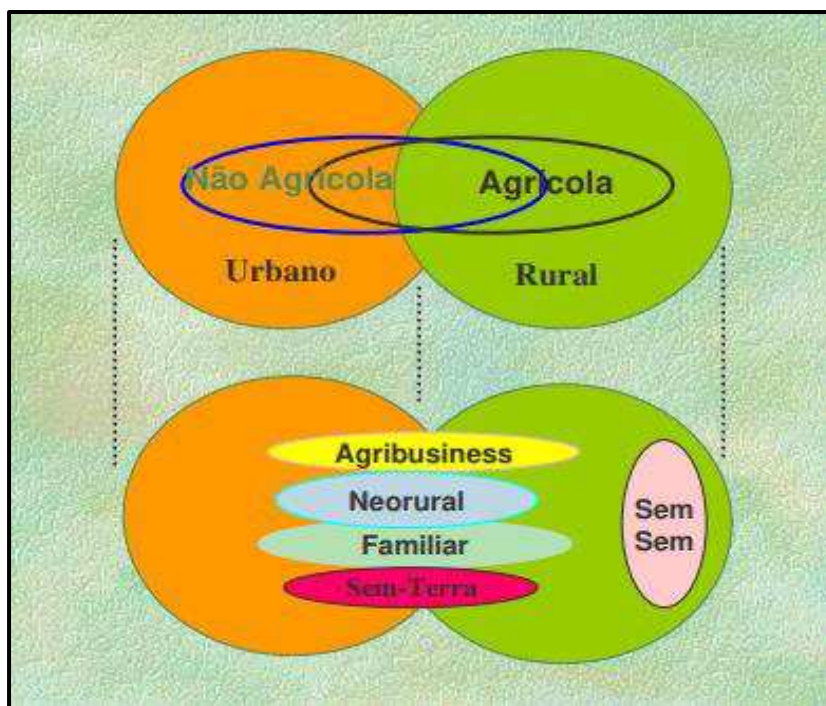 Não Agrícola
Agrícola
Urbano
Rural
Agribusiness
Neorural
Familiar
Sem-Terra
Sem
Sem